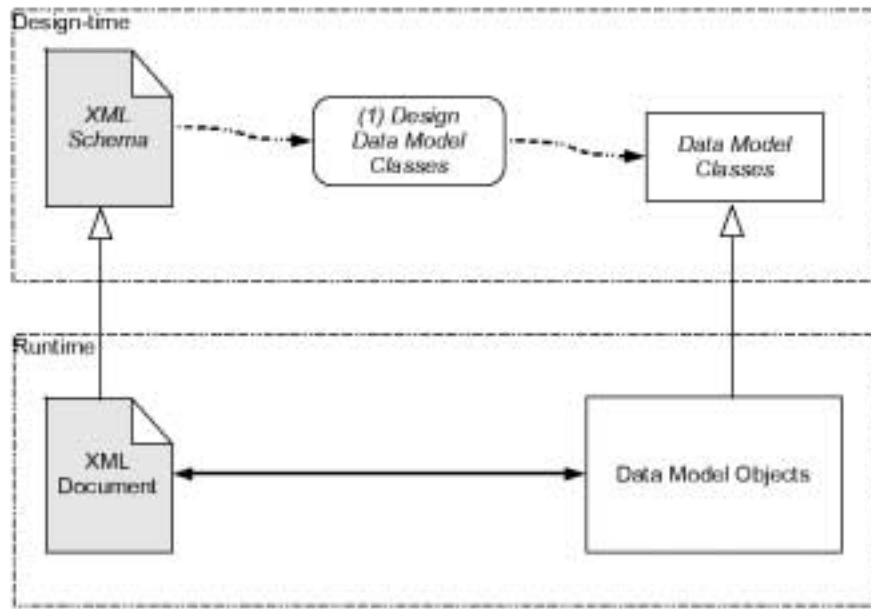 Design-time
XML
Schema
(1) Design
Data Model
Classes
Data Model
Classes
Runtime
XML
Document
Data Model Objects